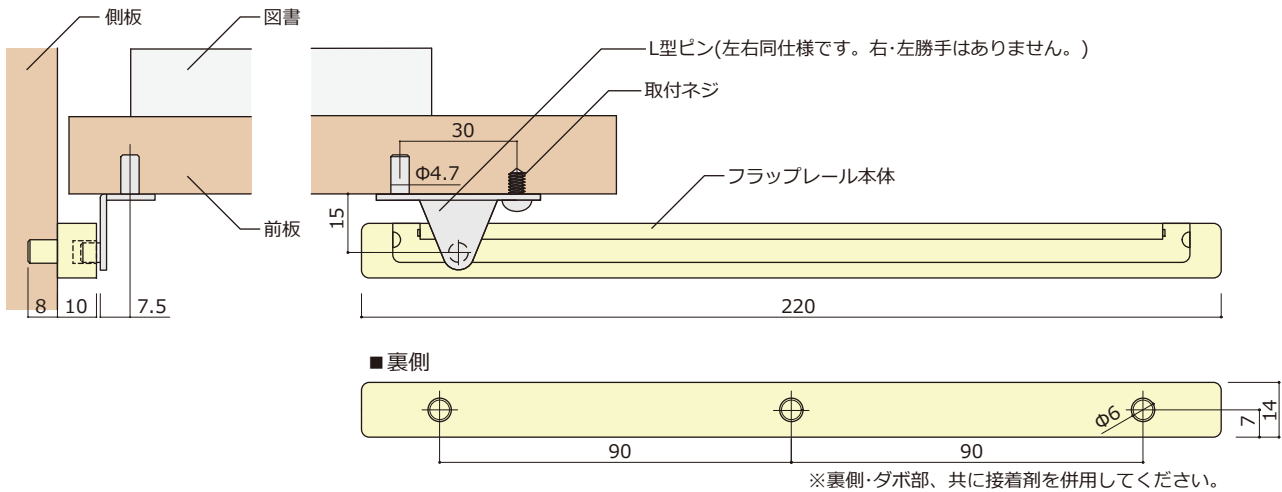 側板
図書
L型ピン(左右同仕様です。右･左勝手はありません。)
取付ネジ
30
Φ4.7
フラップレール本体
15
前板
8
10
7.5
220
■裏側
Φ6
7
14
90
90
※裏側･ダボ部、共に接着剤を併用してください。